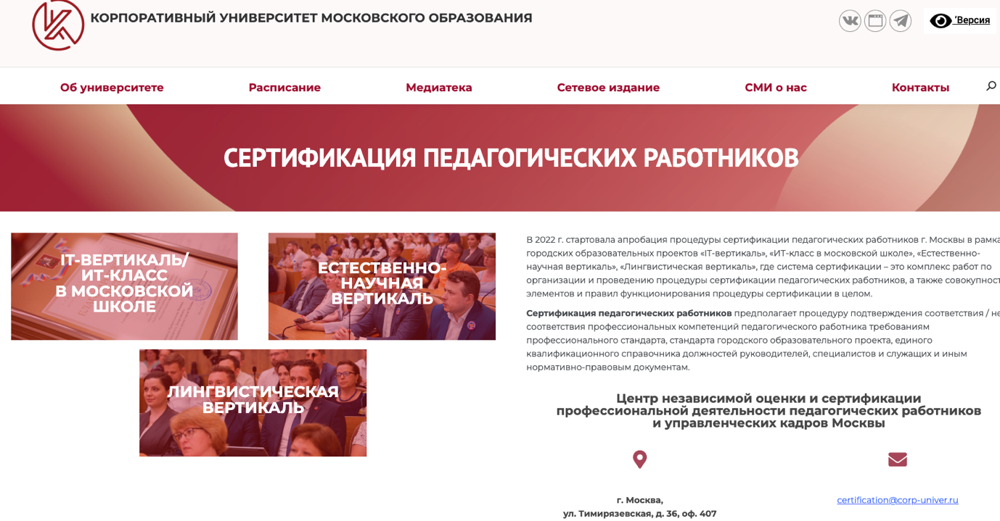 КОРПОРАТИВНЫЙ УНИВЕРСИТЕТ МОСКОВСКОГО ОБРАЗОВАНИЯ
'Версия
Об университете
Расписание
Медиатека
Сетевое издание
СМИ о нас
Контакты
СЕРТИФИКАЦИЯ ПЕДАГОГИЧЕСКИХ РАБОТНИКОВ
IT-ВЕРТИКАЛЬ/
ИТ-КЛАСС
В МОСКОВСКОЙ
ШКОЛЕ
ЕСТЕСТВЕННО-
НАУЧНАЯ
ВЕРТИКАЛЬ
ЛИНГВИСТИЧЕСКАЯ
ВЕРТИКАЛЬ
В 2022 г. стартовала апробация процедуры сертификации педагогических работников г. Москвы в рамка
городских образовательных проектов «IT-вертикаль», «ИТ-класс в московской школе», «Естественно-
научная вертикаль», «Лингвистическая вертикаль», где система сертификации – это комплекс работ по
организации и проведению процедуры сертификации педагогических работников, а также совокупност
элементов и правил функционирования процедуры сертификации в целом.
Сертификация педагогических работников предполагает процедуру подтверждения соответствия / не
соответствия профессиональных компетенций педагогического работника требованиям
профессионального стандарта, стандарта городского образовательного проекта, единого
квалификационного справочника должностей руководителей, специалистов и служащих и иным
нормативно-правовым документам.
Центр независимой оценки и сертификации
профессиональной деятельности педагогических работников
и управленческих кадров Москвы
г. Москва,
ул. Тимирязевская, д. 36, оф. 407
certification@corp-univer.ru